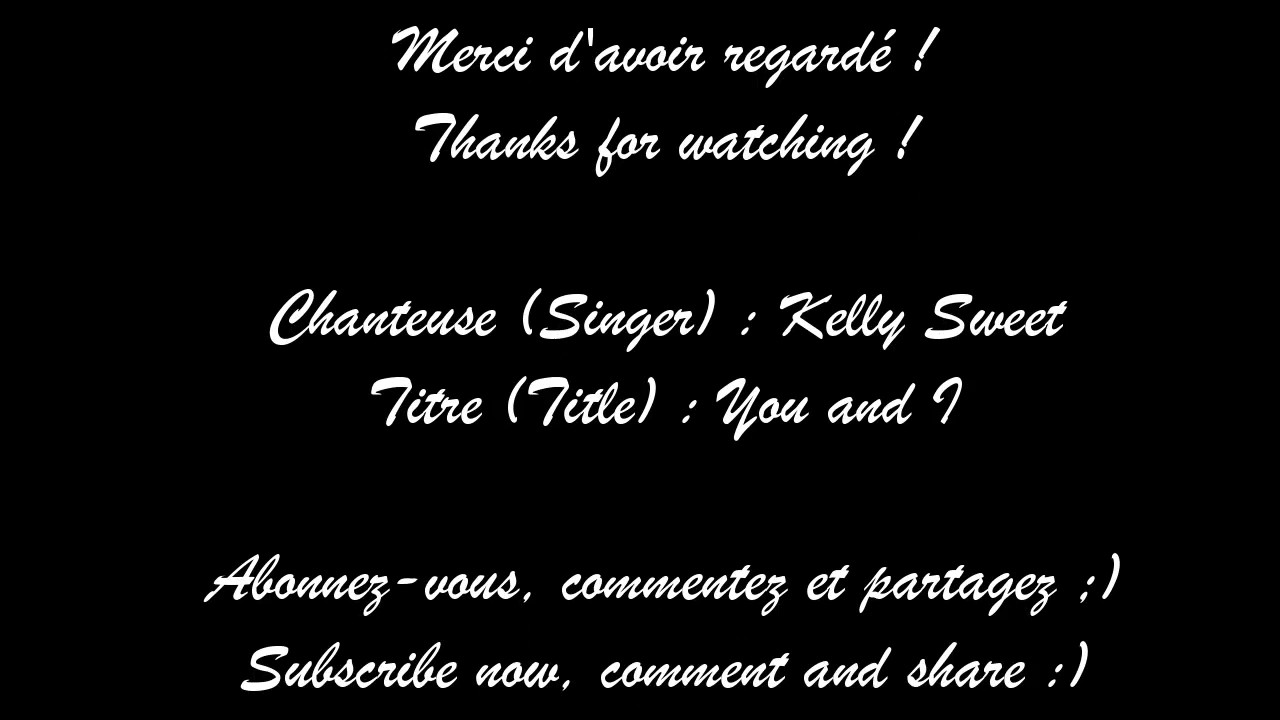 Merci d'avoir regardé !
Thanks for watching !
Chanteuse (Singer) : Kelly Sweet
Titre (Title) : You and I
Abonnez-vous, commentez et partagez ;)
Subscribe now, comment and share :)